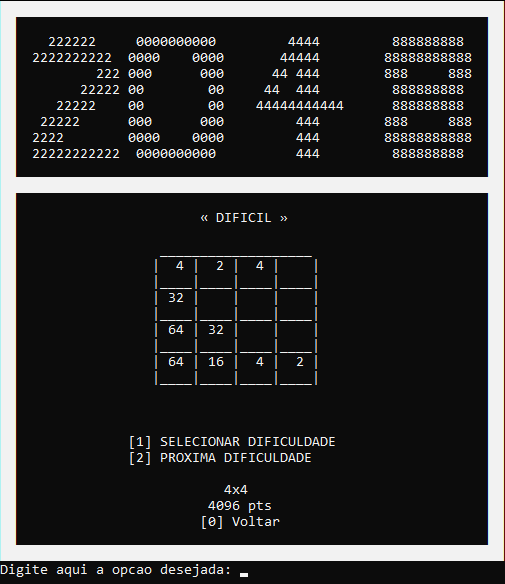 222222     0000000000         4444         888888888
2222222222  0000    0000       44444        88888888888
222 000      000      44 444        888     888
22222 00        00     44  444         888888888
22222    00        00    44444444444      888888888
22222      000      000         444        888     888
2222        0000    0000         444        88888888888
22222222222  0000000000          444         888888888
« DIFICIL »
| 4 | 2 | 4 | |
| 32 | | | |
| 64 | 32 | | |
| 64 | 16 | 4 | 2 |
[1] SELECIONAR DIFICULDADE
[2] PROXIMA DIFICULDADE
4x4
4096 pts
[0] Voltar
Digite aqui a opcao desejada: